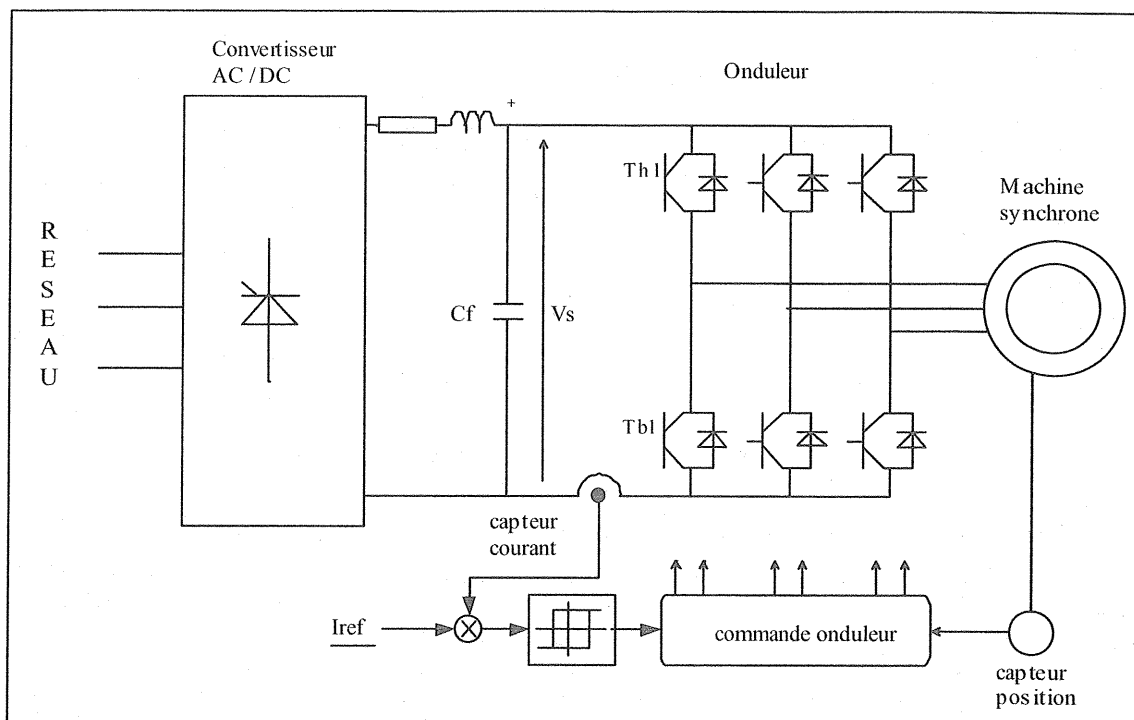 Convertisseur
AC / DC
Onduleur
+
Th1
Machine
synchrone
R
E
S
E
A
U
Cf
Vs
Tb1
capteur
courant
Iref
commande onduleur
capteur
position